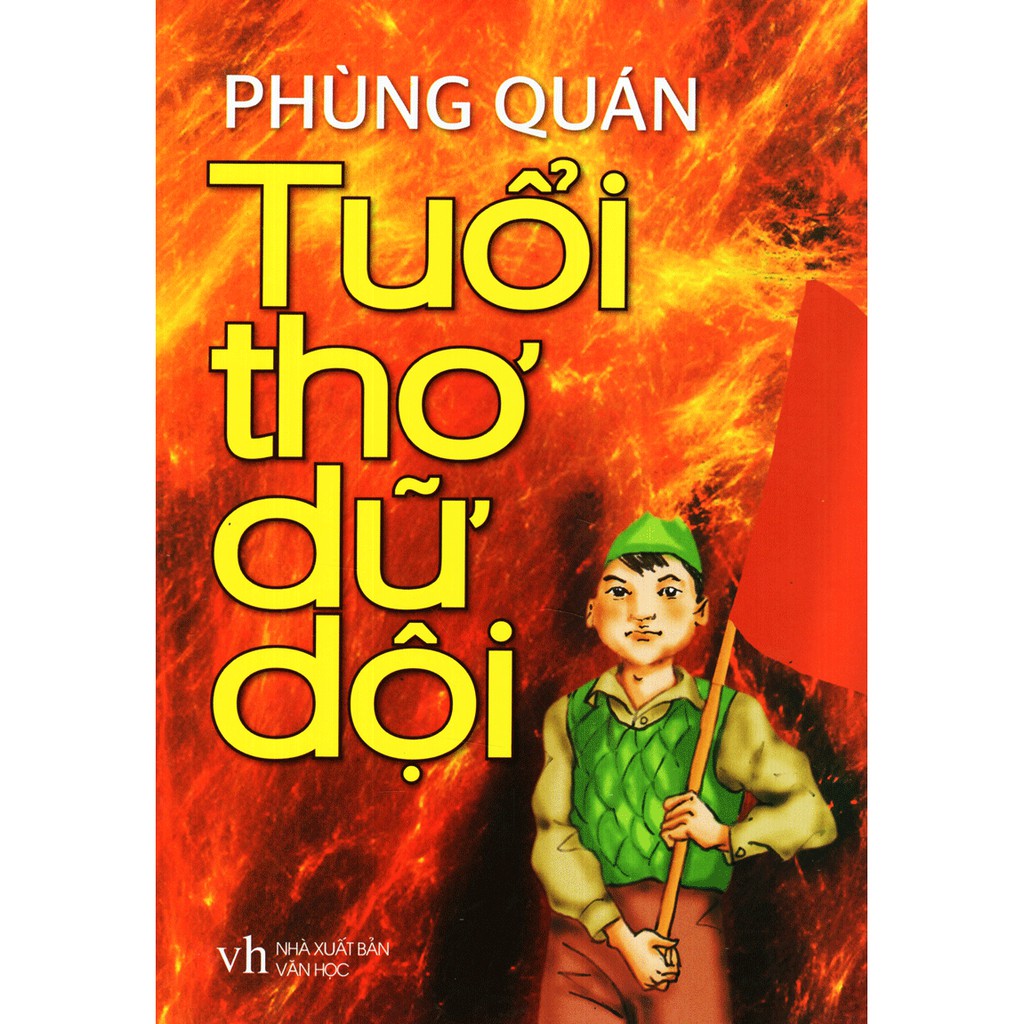 PHÙNG QUÁN
Tuổi
thơ
dữ
dội
vh NHÀ XUẤT BẢN
VĂN HỌC